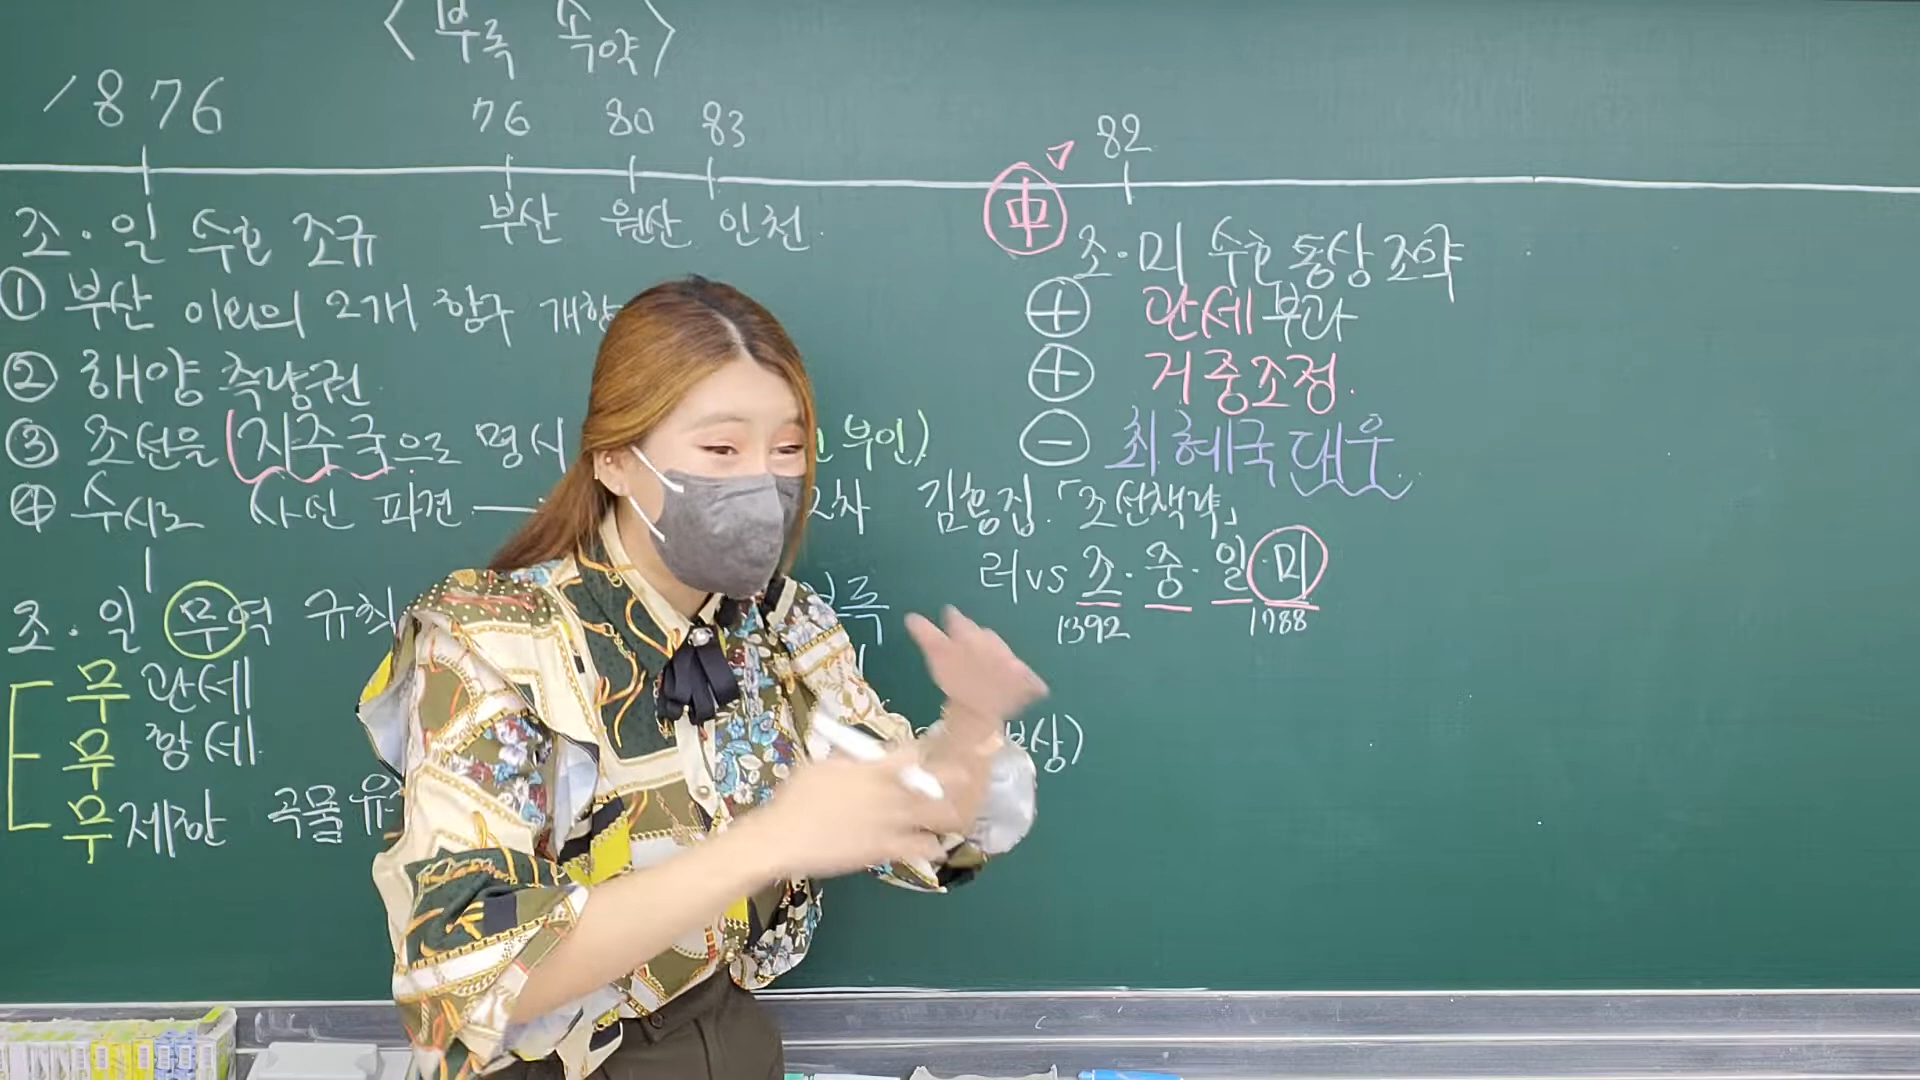 <부록 속약>
1876
76 80 83
부산 원산 인천
조·일 수호 조규
① 부산 이외의 2개 항구 개항
② 해양 측량권
③ 조선을 자주국으로 명시 부인)
④ 수시로 사신 파견 2차 김홍집「조선책략」
조·일 무역 규칙
무관세
무항세
무제한 곡물
82
中
조·미 수호 통상 조약
⊕ 관세 부과
⊕ 거중조정.
⊖ 최혜국 대우.
러 vs 조·중·일·미
1392 1788